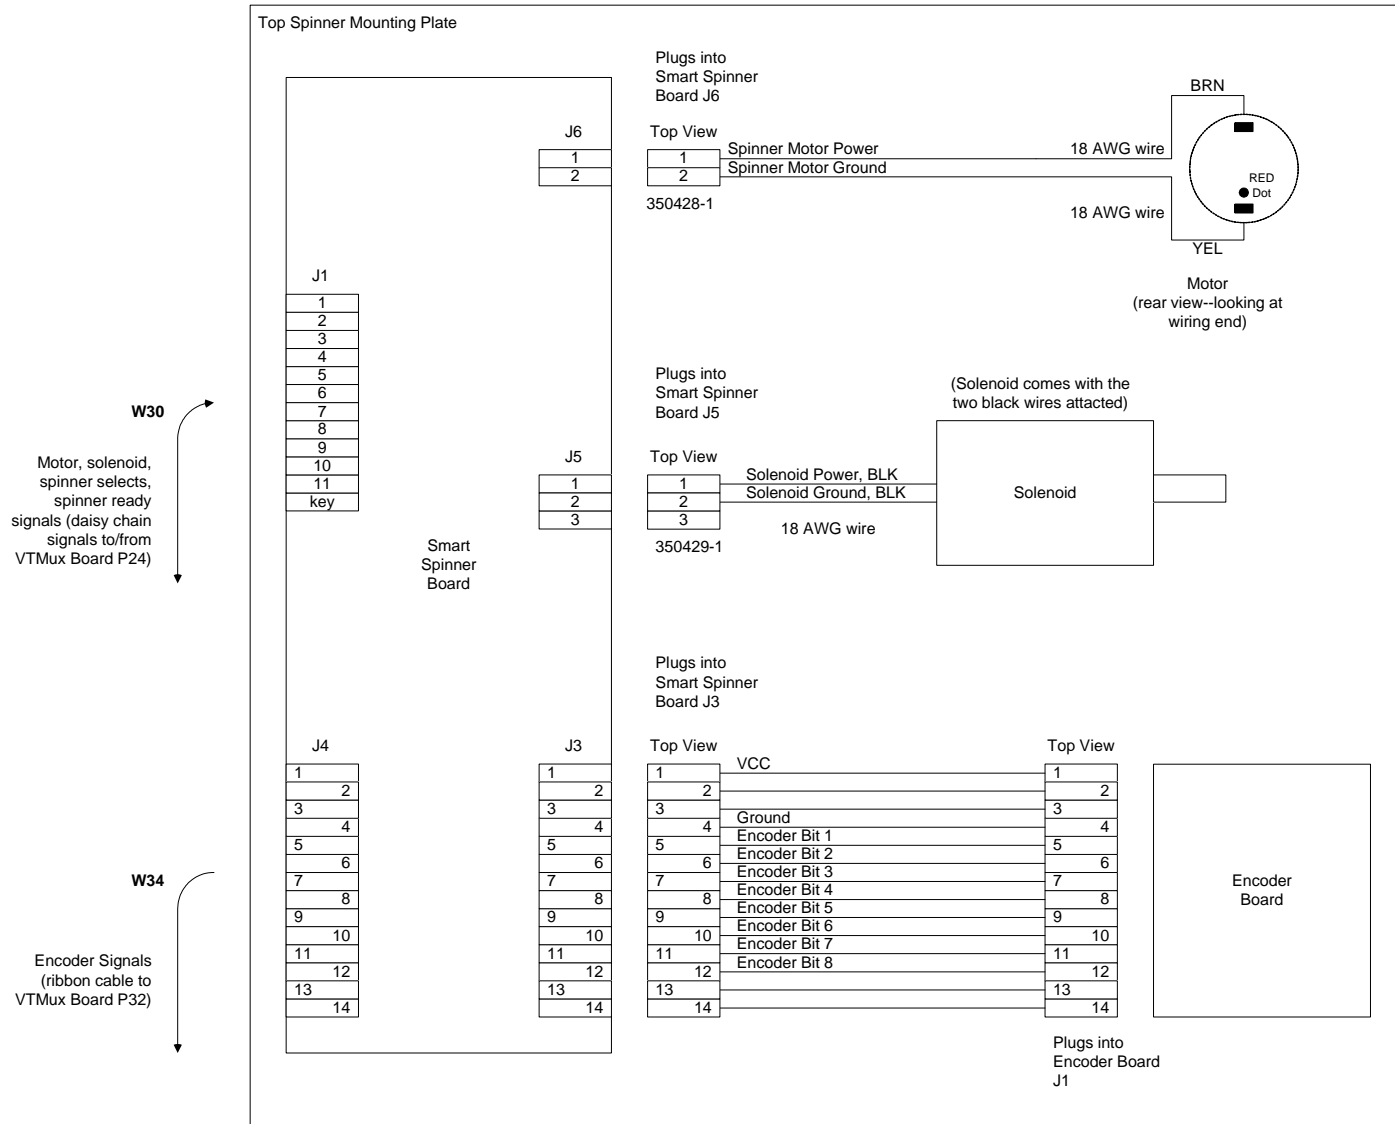 Top Spinner Mounting Plate
Plugs into
Smart Spinner
Board J6
J6
Top View
1
2
1
2
350428-1
Spinner Motor Power
Spinner Motor Ground
18 AWG wire
18 AWG wire
BRN
RED
Dot
YEL
Motor
(rear view--looking at
wiring end)
J1
1
2
3
4
5
6
7
8
9
10
11
key
W30
Motor, solenoid,
spinner selects,
spinner ready
signals (daisy chain
signals to/from
VTMux Board P24)
Plugs into
Smart Spinner
Board J5
J5
Top View
1
2
3
1
2
3
350429-1
Solenoid Power, BLK
Solenoid Ground, BLK
18 AWG wire
(Solenoid comes with the
two black wires attacted)
Solenoid
Smart
Spinner
Board
Plugs into
Smart Spinner
Board J3
J4
1
2
3
4
5
6
7
8
9
10
11
12
13
14
J3
1
2
3
4
5
6
7
8
9
10
11
12
13
14
Top View
1
2
3
4
5
6
7
8
9
10
11
12
13
14
VCC
Ground
Encoder Bit 1
Encoder Bit 2
Encoder Bit 3
Encoder Bit 4
Encoder Bit 5
Encoder Bit 6
Encoder Bit 7
Encoder Bit 8
Top View
1
2
3
4
5
6
7
8
9
10
11
12
13
14
Plugs into
Encoder Board
J1
Encoder
Board
W34
Encoder Signals
(ribbon cable to
VTMux Board P32)